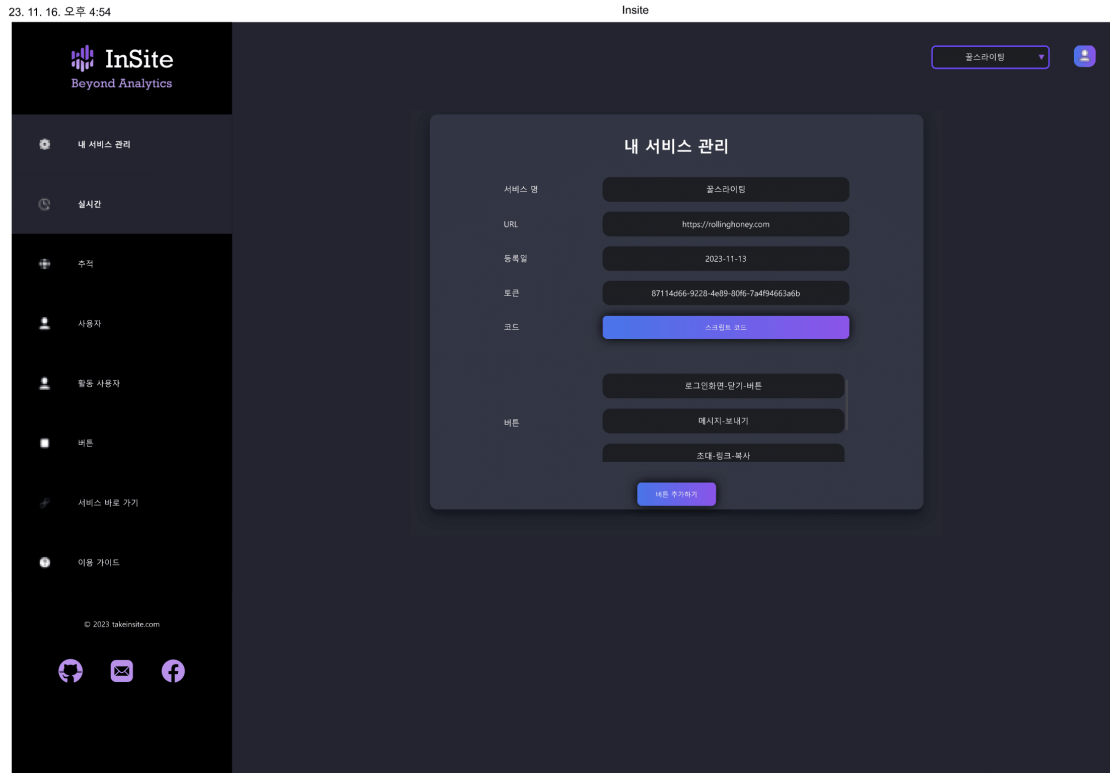 23. 11. 16. 오후 4:54
Insite
InSite
Beyond Analytics
꿀스라이팅
내 서비스 관리
실시간
추적
사용자
활동 사용자
버튼
서비스 바로 가기
이용 가이드
© 2023 takeinsite.com
내 서비스 관리
서비스 명
꿀스라이팅
URL
https://rollinghoney.com
등록일
2023-11-13
토큰
87114d66-9228-4e89-80f6-7a4f94663a6b
코드
스크립트 코드
버튼
로그인화면-닫기-버튼
메시지-보내기
초대-링크-복사
버튼 추가하기